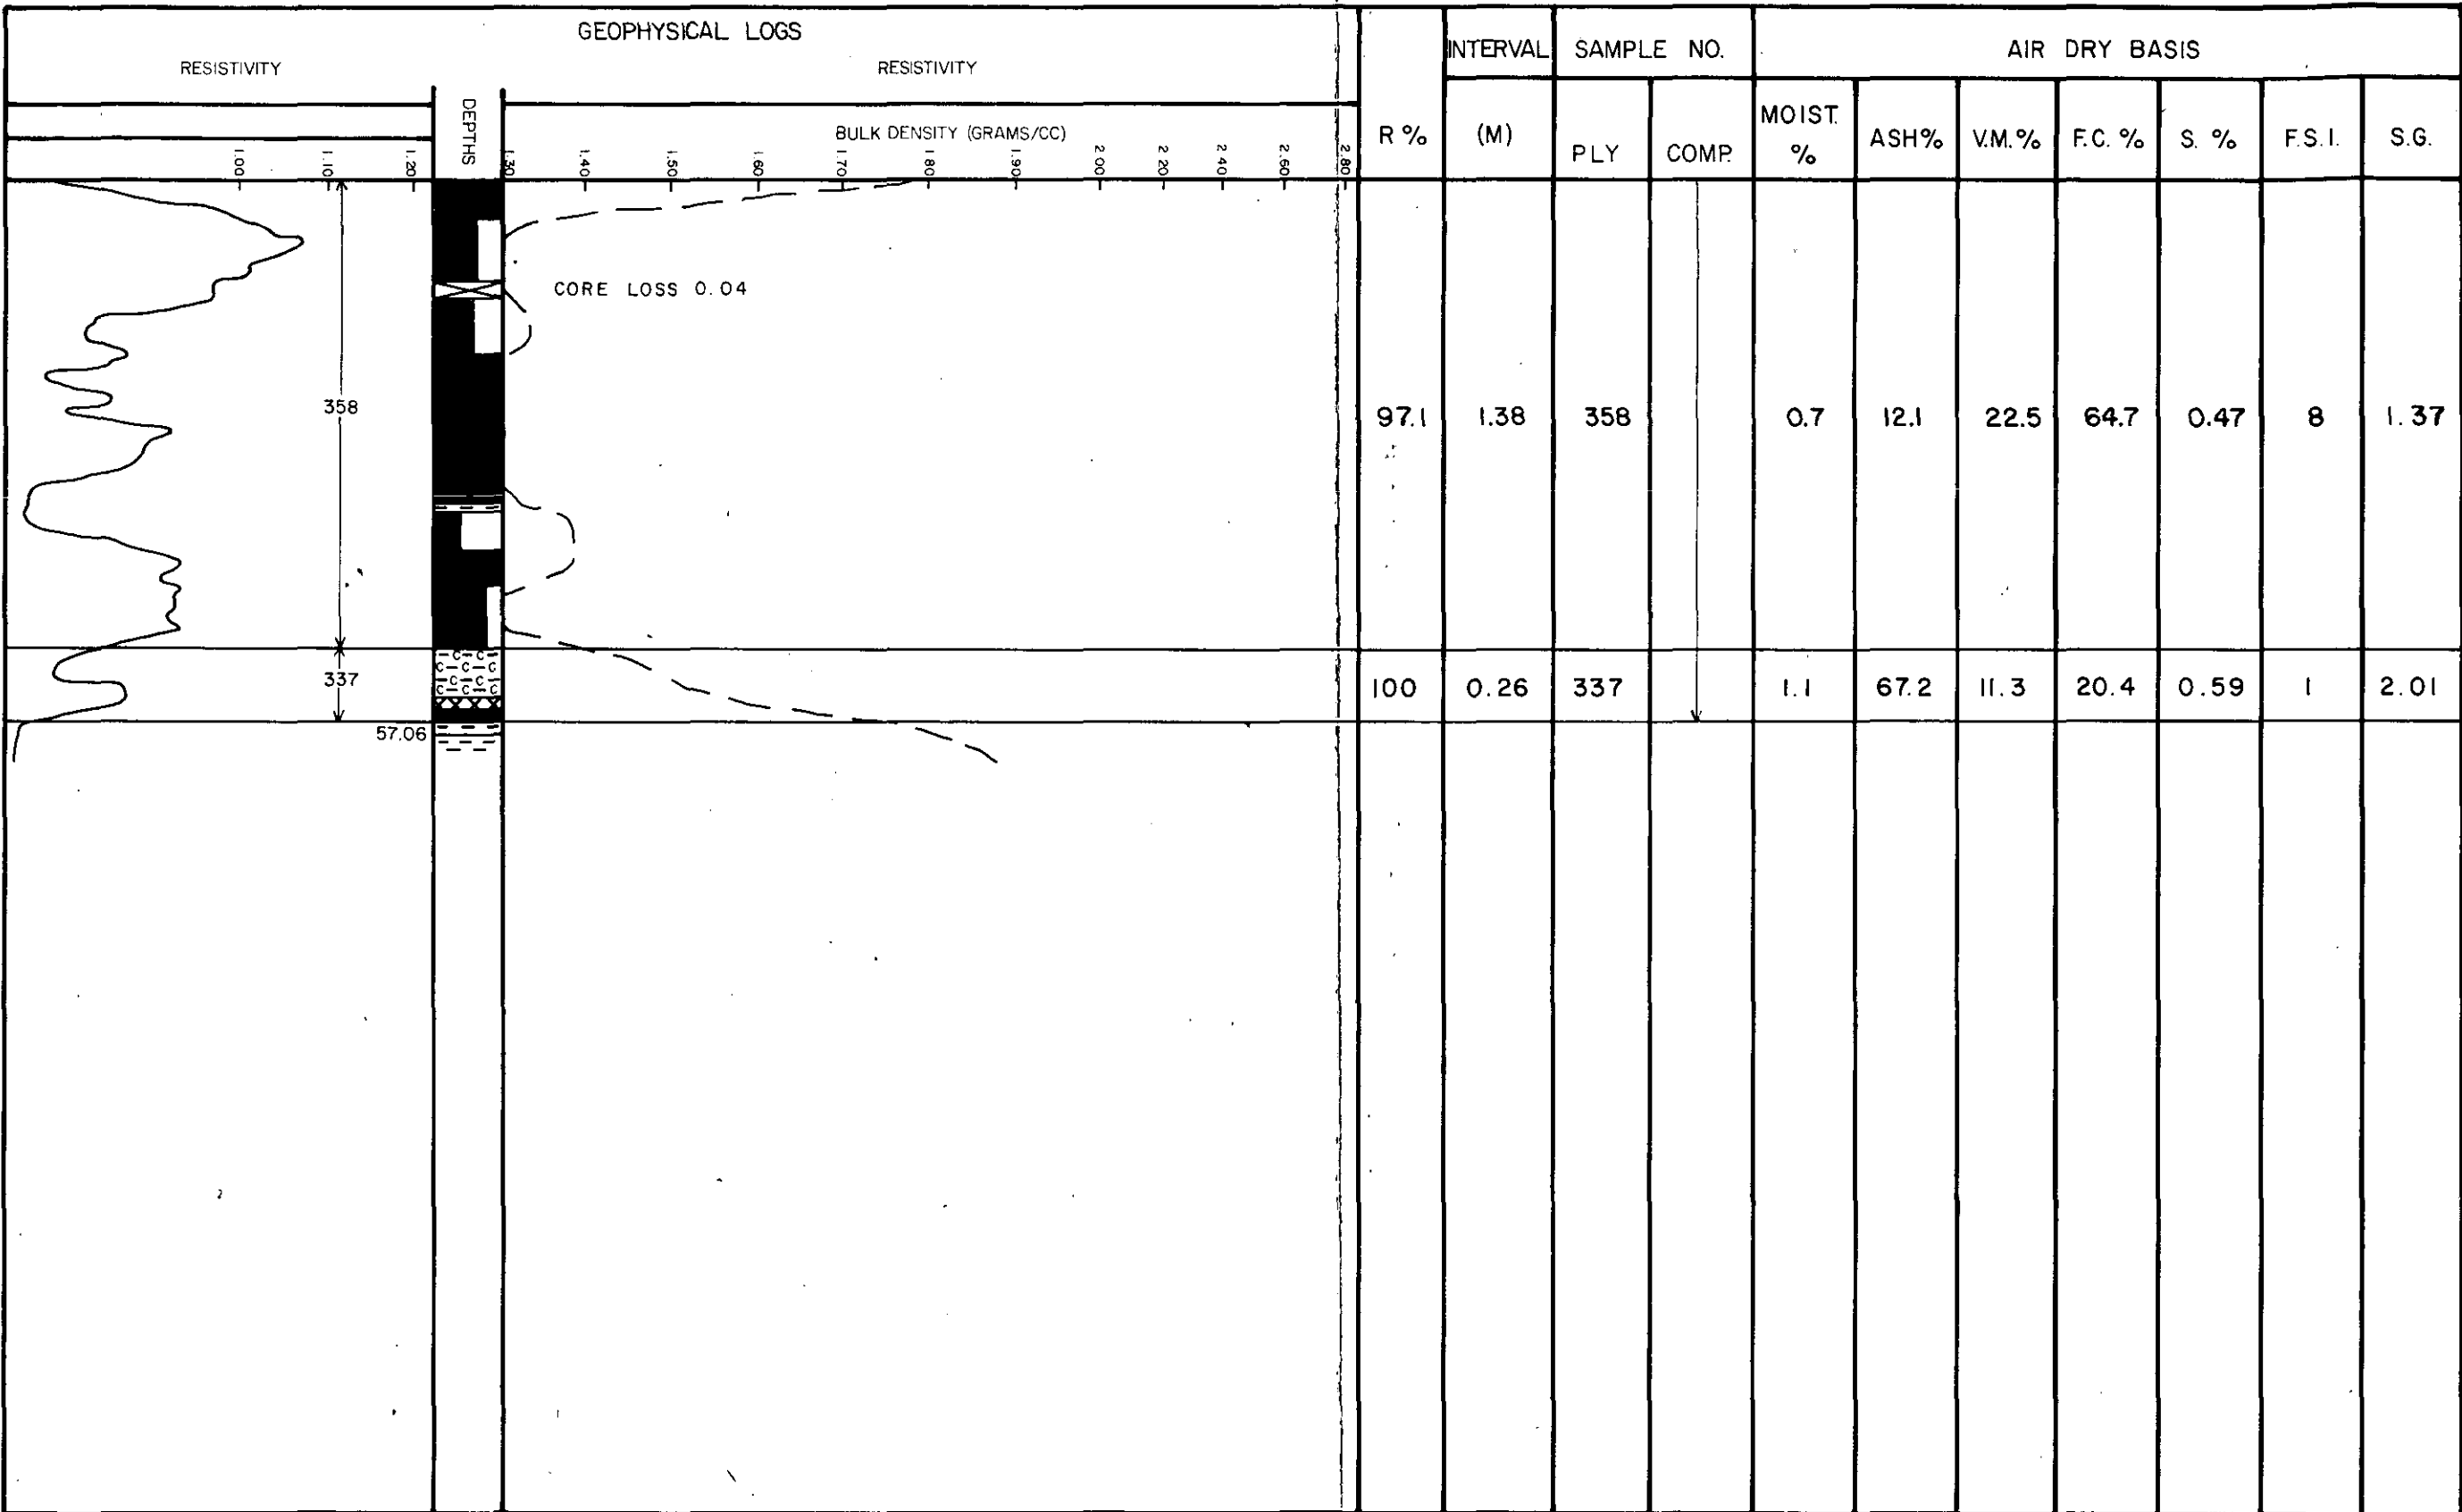 GEOPHYSICAL LOGS
RESISTIVITY
RESISTIVITY
DEPTHS
BULK DENSITY (GRAMS/CC)
1.00 1.10 1.20
1.30 1.40 1.50 1.60 1.70 1.80 1.90 2.00 2.20 2.40 2.60 2.80
R % INTERVAL (M) SAMPLE NO. AIR DRY BASIS
PLY COMP. MOIST. % ASH% V.M.% F.C. % S. % F.S.I. S.G.
CORE LOSS 0.04
358
97.1 1.38 358 0.7 12.1 22.5 64.7 0.47 8 1.37
C-C-C
C-C-C
C-C-C
C-C-C
337
100 0.26 337 1.1 67.2 11.3 20.4 0.59 1 2.01
57.06